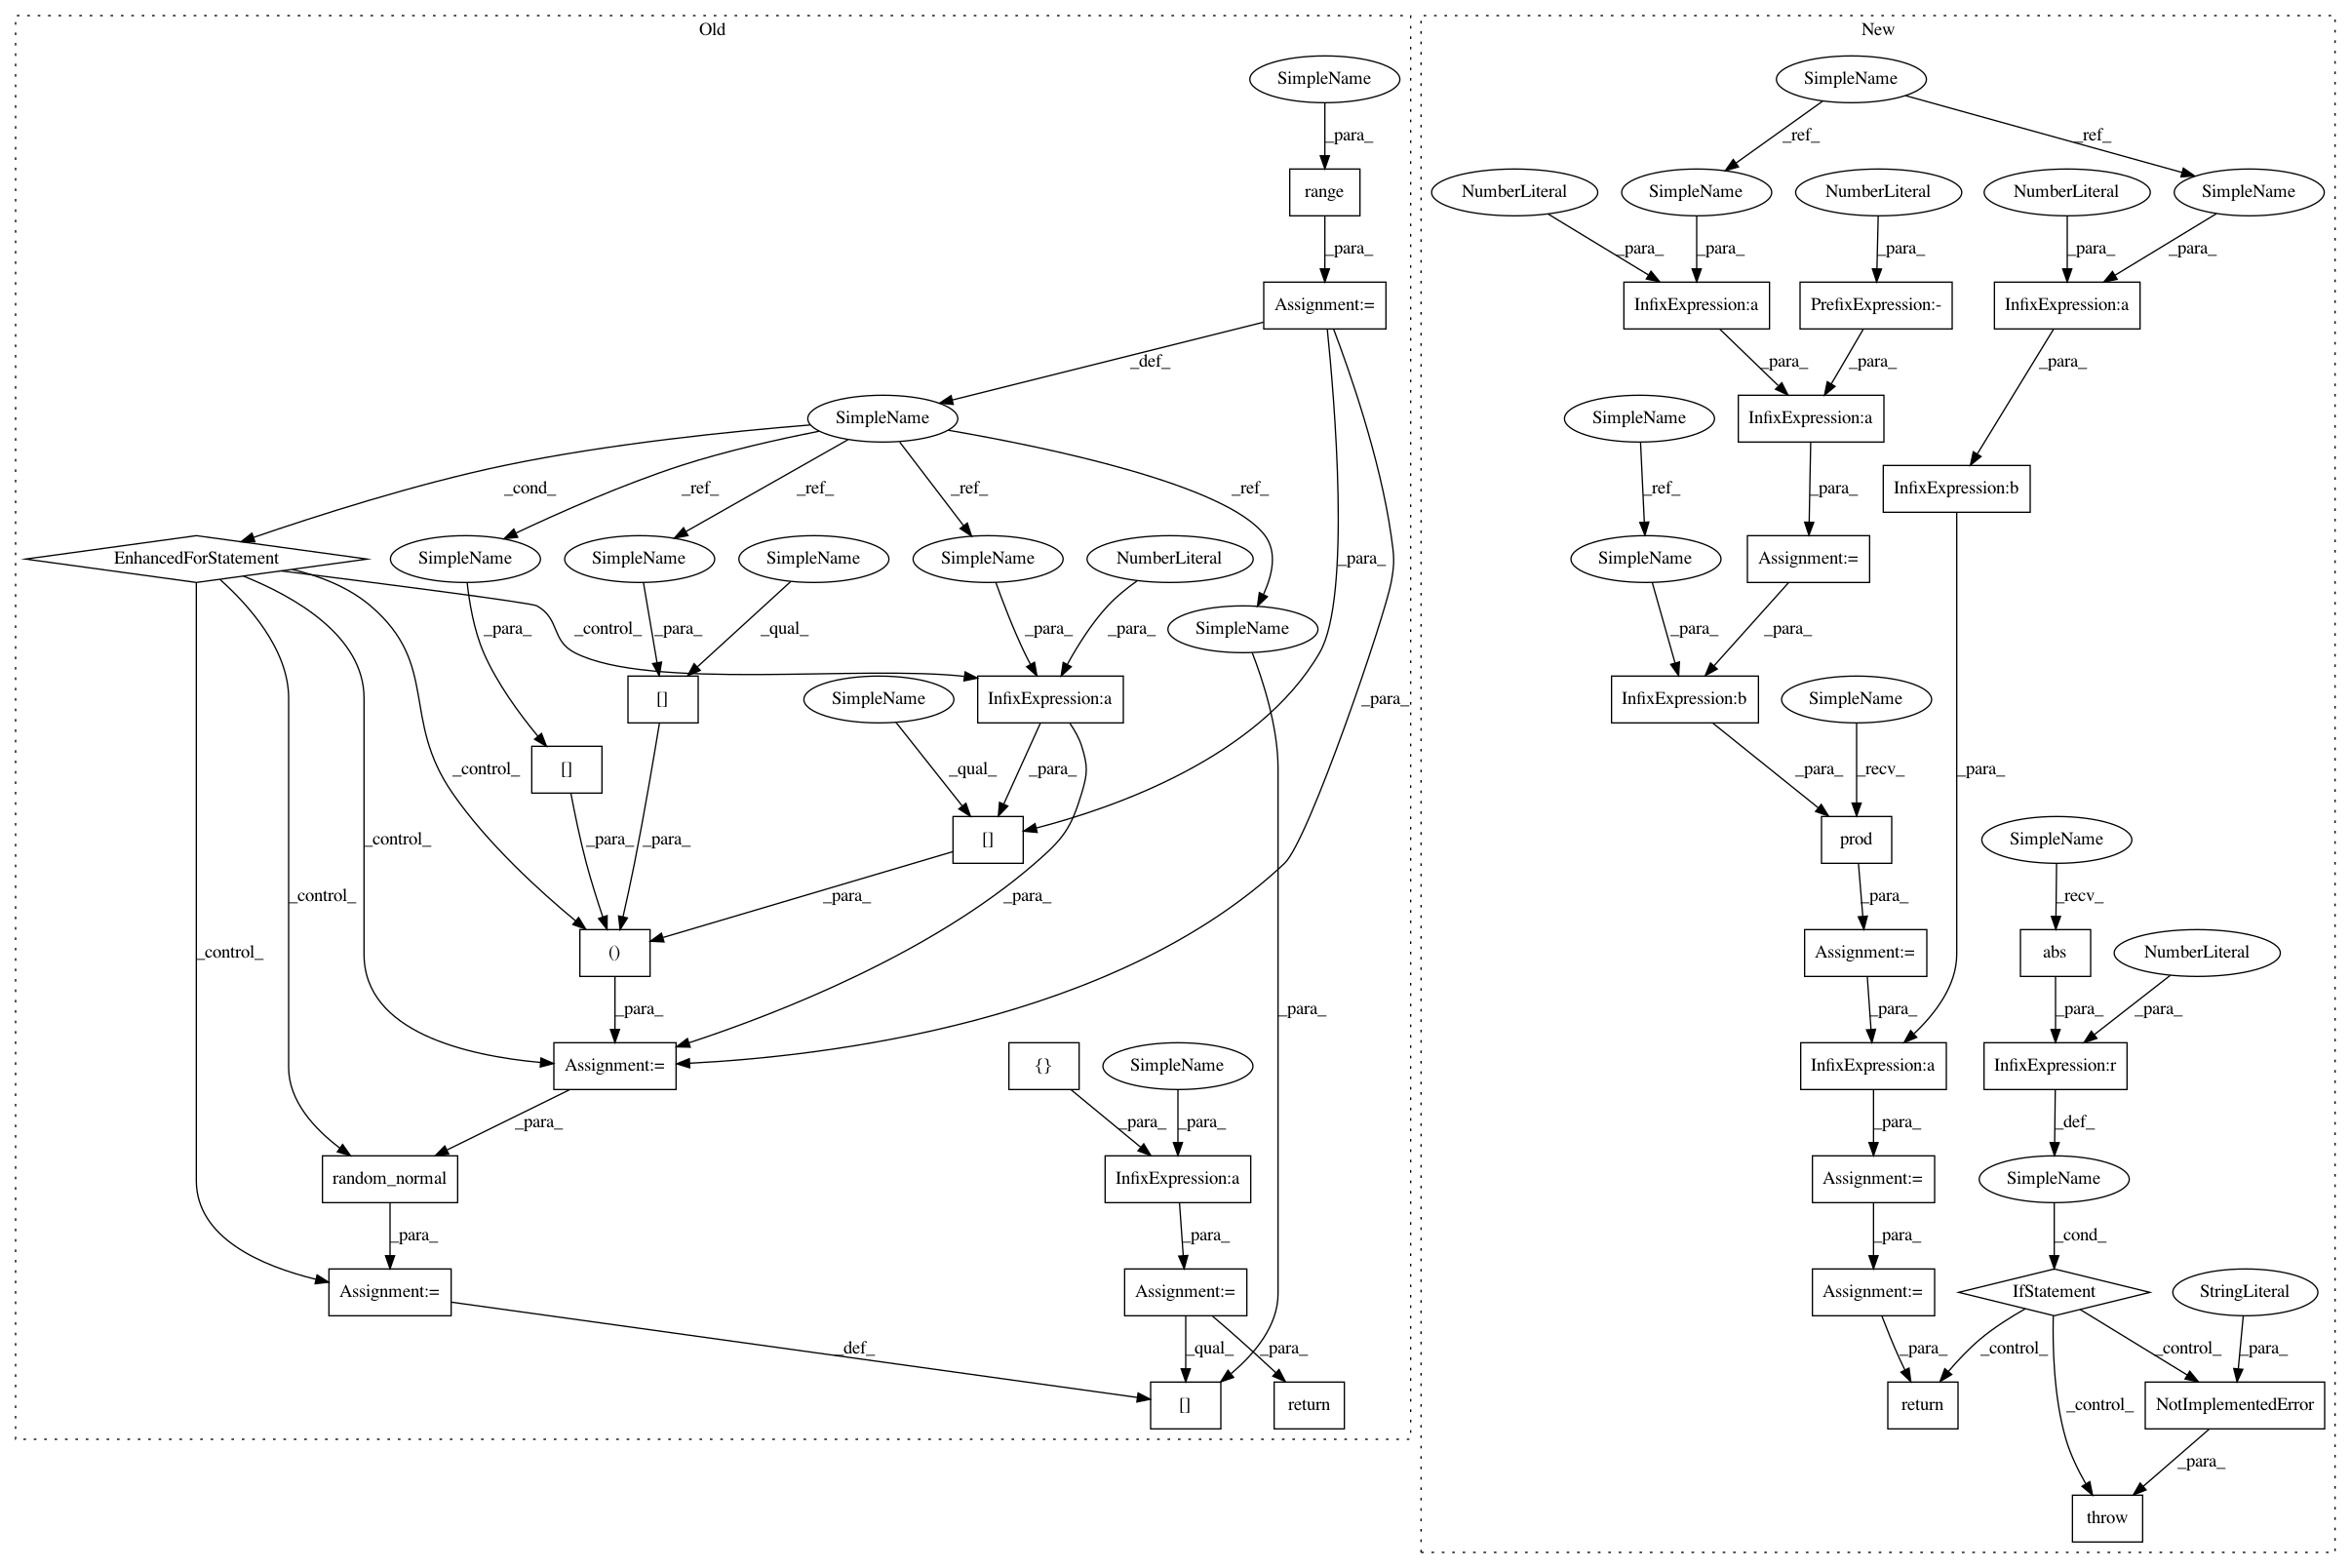 Old
New
SimpleName
SimpleName
_para_
_ref_
_ref_
range
NumberLiteral
SimpleName
NumberLiteral
NumberLiteral
SimpleName
_para_
_para_
_para_
_para_
_para_
_para_
Assignment:=
InfixExpression:a
PrefixExpression:-
InfixExpression:a
_def_
_para_
_para_
_para_
SimpleName
SimpleName
InfixExpression:a
_cond_
_ref_
_ref_
_ref_
_ref_
_ref_
_para_
InfixExpression:b
EnhancedForStatement
SimpleName
SimpleName
SimpleName
SimpleName
NumberLiteral
_para_
SimpleName
Assignment:=
SimpleName
_para_
_control_
_para_
_qual_
_para_
_para_
_para_
_para_
[]
SimpleName
InfixExpression:a
_para_
InfixExpression:b
SimpleName
[]
_control_
_qual_
_para_
_para_
_recv_
_para_
_control_
_para_
_para_
[]
prod
SimpleName
_control_
_para_
_para_
_para_
_recv_
_control_
()
Assignment:=
abs
NumberLiteral
_para_
_para_
_para_
_para_
_para_
Assignment:=
{}
SimpleName
InfixExpression:a
InfixExpression:r
_para_
_para_
_para_
_para_
_def_
random_normal
InfixExpression:a
Assignment:=
SimpleName
_para_
_para_
_para_
_cond_
Assignment:=
Assignment:=
Assignment:=
IfStatement
StringLiteral
_def_
_qual_
_para_
_para_
_control_
_control_
_para_
[]
return
return
_control_
NotImplementedError
_para_
throw